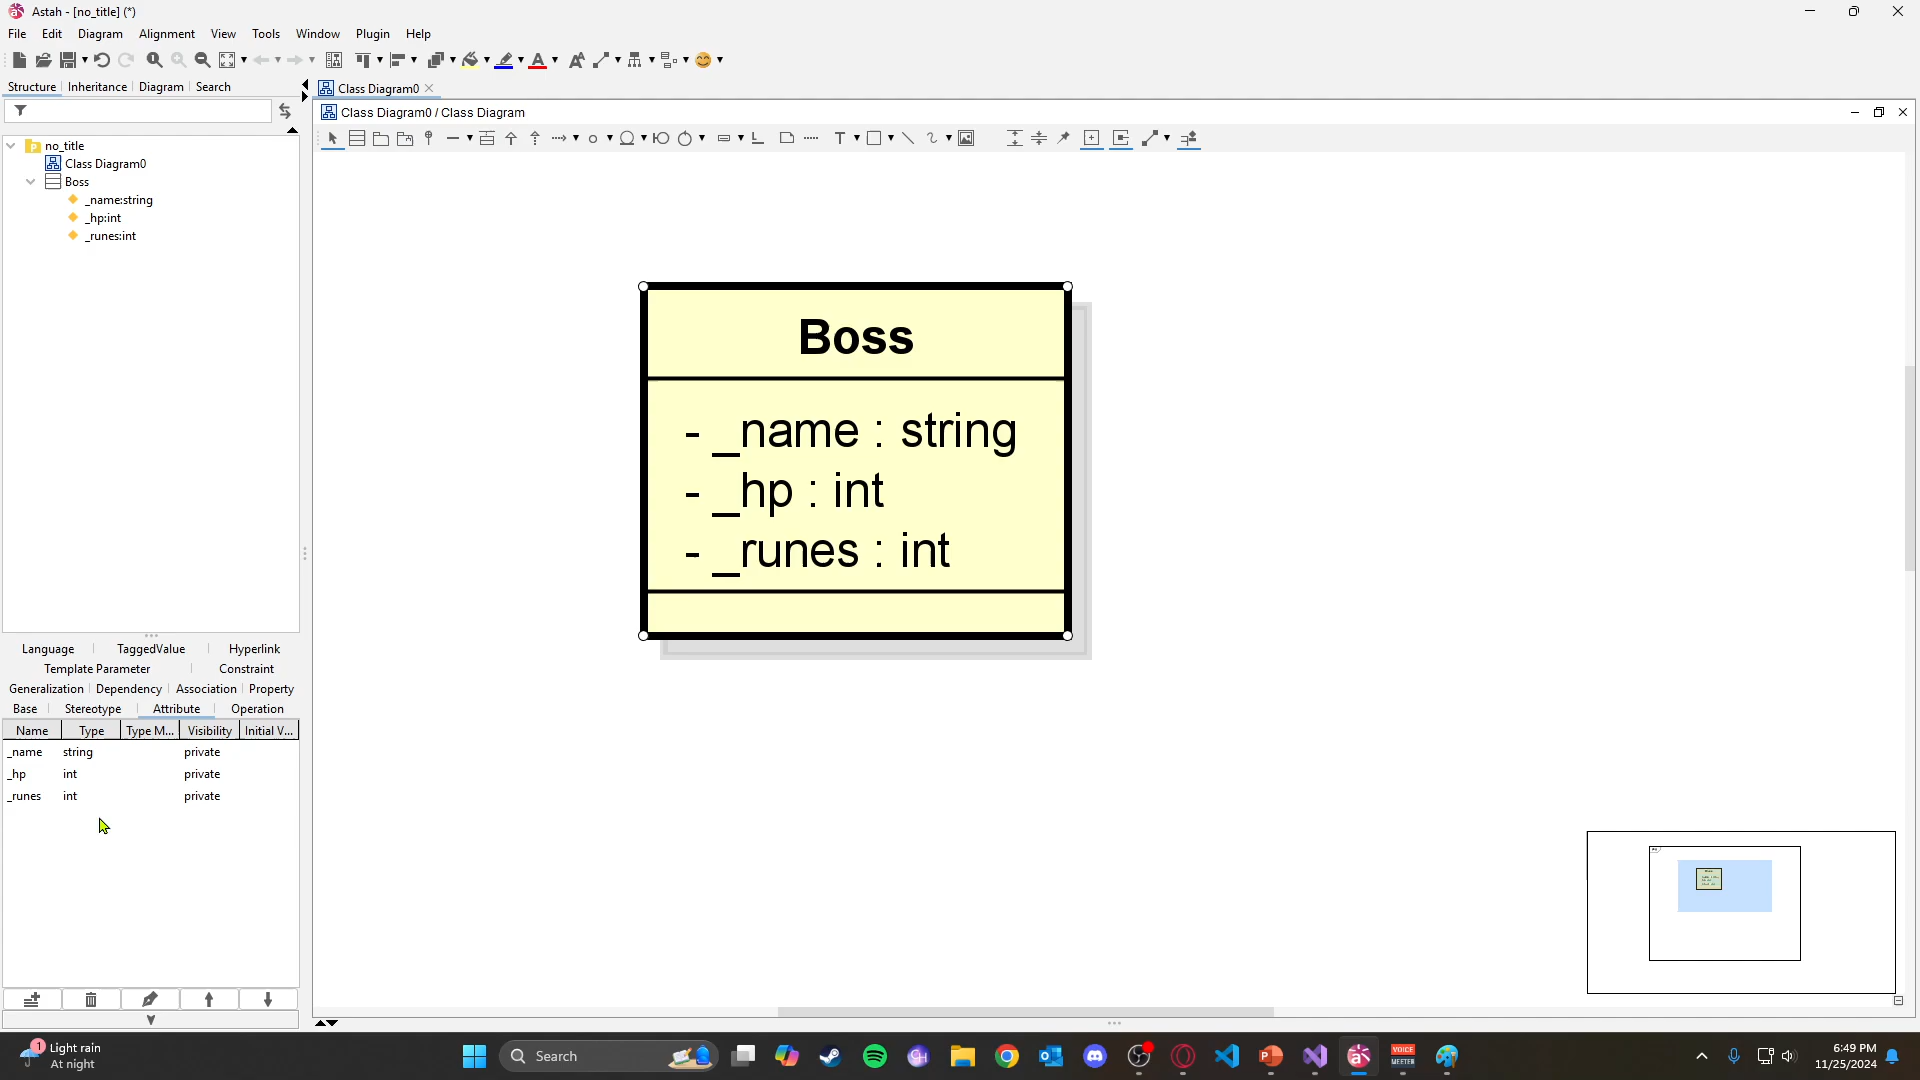 Astah - [no_title] (*)
File Edit Diagram Alignment View Tools Window Plugin Help
Structure Inheritance Diagram Search
Class Diagram0
Class Diagram0 / Class Diagram
no_title
Class Diagram0
Boss
_name:string
_hp:int
_runes:int
Boss
- _name : string
- _hp : int
- _runes : int
Language TaggedValue Hyperlink
Template Parameter Constraint
Generalization Dependency Association Property
Base Stereotype Attribute Operation
Name Type Type M... Visibility Initial V...
_name string private
_hp int private
_runes int private
1 Light rain
At night
Search
VOICE
MEETER
6:49 PM
11/25/2024